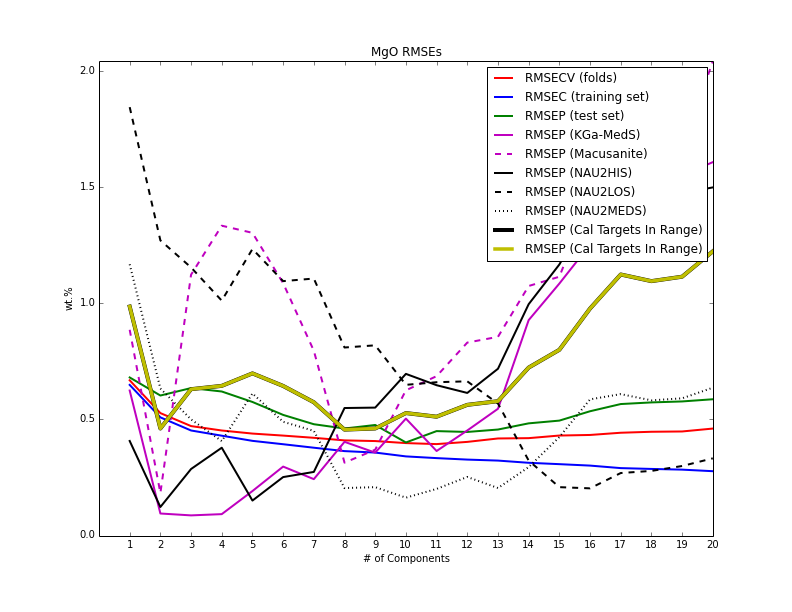 MgO RMSEs
2.0
1.5
1.0
0.5
0.0
wt.%
RMSECV (folds)
RMSEC (training set)
RMSEP (test set)
RMSEP (KGa-MedS)
RMSEP (Macusanite)
RMSEP (NAU2HIS)
RMSEP (NAU2LOS)
RMSEP (NAU2MEDS)
RMSEP (Cal Targets In Range)
RMSEP (Cal Targets In Range)
1 2 3 4 5 6 7 8 9 10 11 12 13 14 15 16 17 18 19 20
# of Components